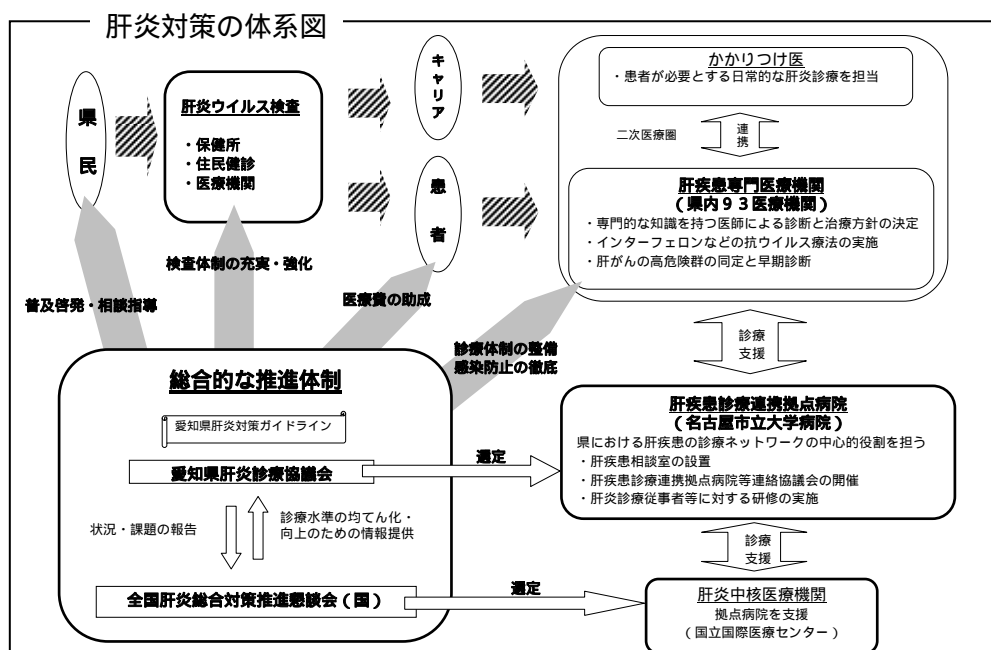 肝炎対策の体系図
県民
肝炎ウイルス検査
・保健所
・住民健診
・医療機関
キャリア
患者
かかりつけ医
・患者が必要とする日常的な肝炎診療を担当
二次医療圏
連携
肝疾患専門医療機関
(県内93医療機関)
・専門的な知識を持つ医師による診断と治療方針の決定
・インターフェロンなどの抗ウイルス療法の実施
・肝がんの高危険群の同定と早期診断
検査体制の充実・強化
普及啓発・相談指導
医療費の助成
診療体制の整備
感染防止の徹底
診療
支援
総合的な推進体制
愛知県肝炎対策ガイドライン
愛知県肝炎診療協議会
選定
肝疾患診療連携拠点病院
(名古屋市立大学病院)
県における肝疾患の診療ネットワークの中心的役割を担う
・肝疾患相談室の設置
・肝疾患診療連携拠点病院等連絡協議会の開催
・肝炎診療従事者等に対する研修の実施
状況・課題の報告
診療水準の均てん化・
向上のための情報提供
診療
支援
全国肝炎総合対策推進懇談会(国)
選定
肝炎中核医療機関
拠点病院を支援
(国立国際医療センター)